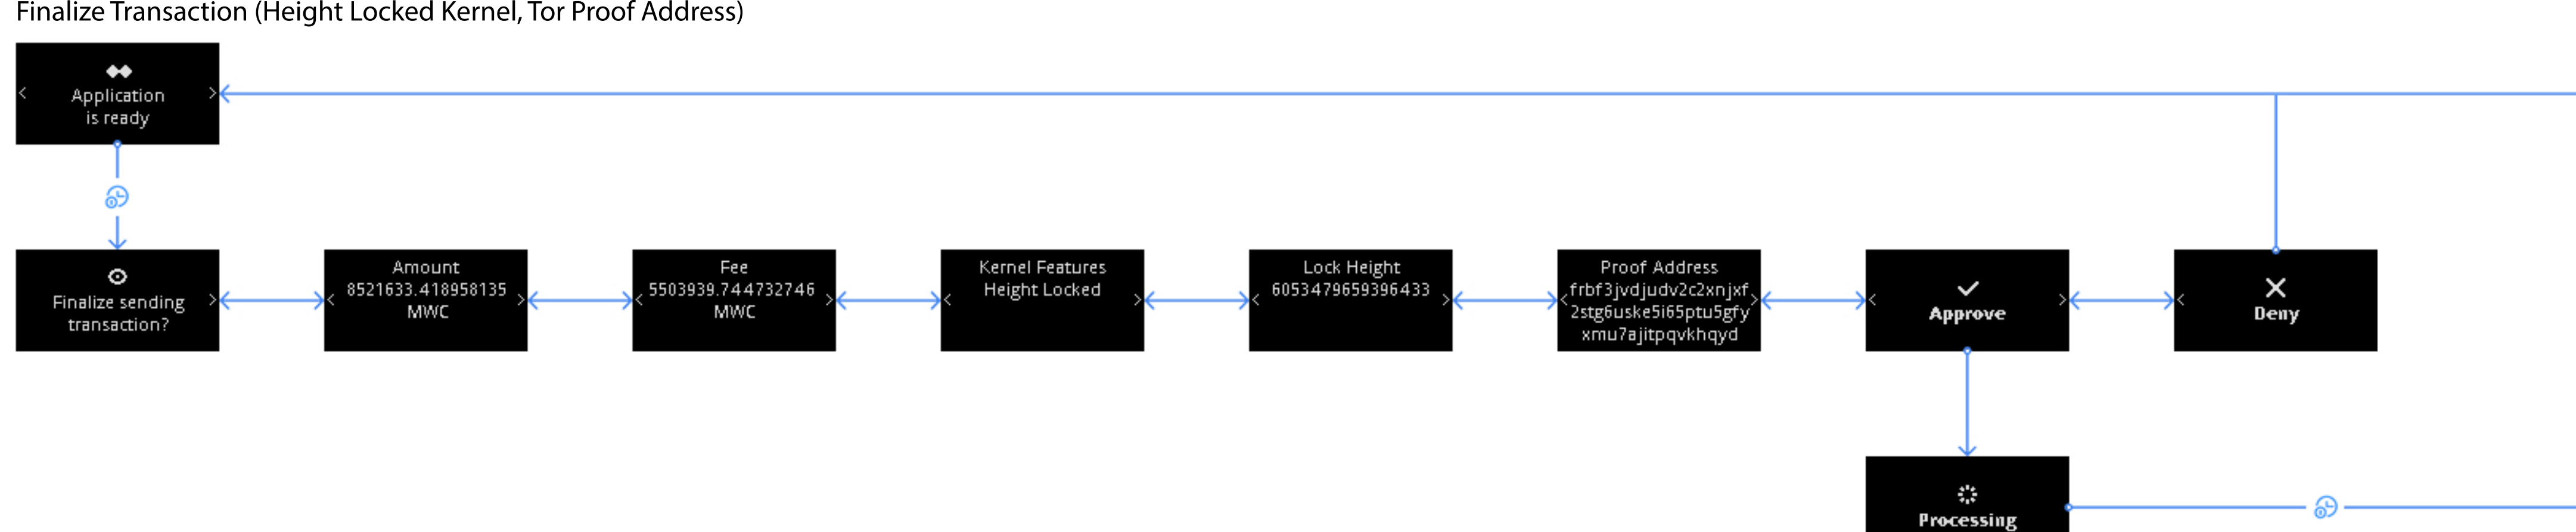 Finalize Transaction (Height Locked Kernel, Tor Proof Address)
Application
is ready
Finalize sending
transaction?
Amount
8521633.418958135
MWC
Fee
5503939.744732746
MWC
Kernel Features
Height Locked
Lock Height
6053479659396433
Proof Address
frbf3jvdjudv2c2xnjxf
2stg6uske5i65ptu5gfy
xmu7ajitpqvkhqyd
Approve
Deny
Processing